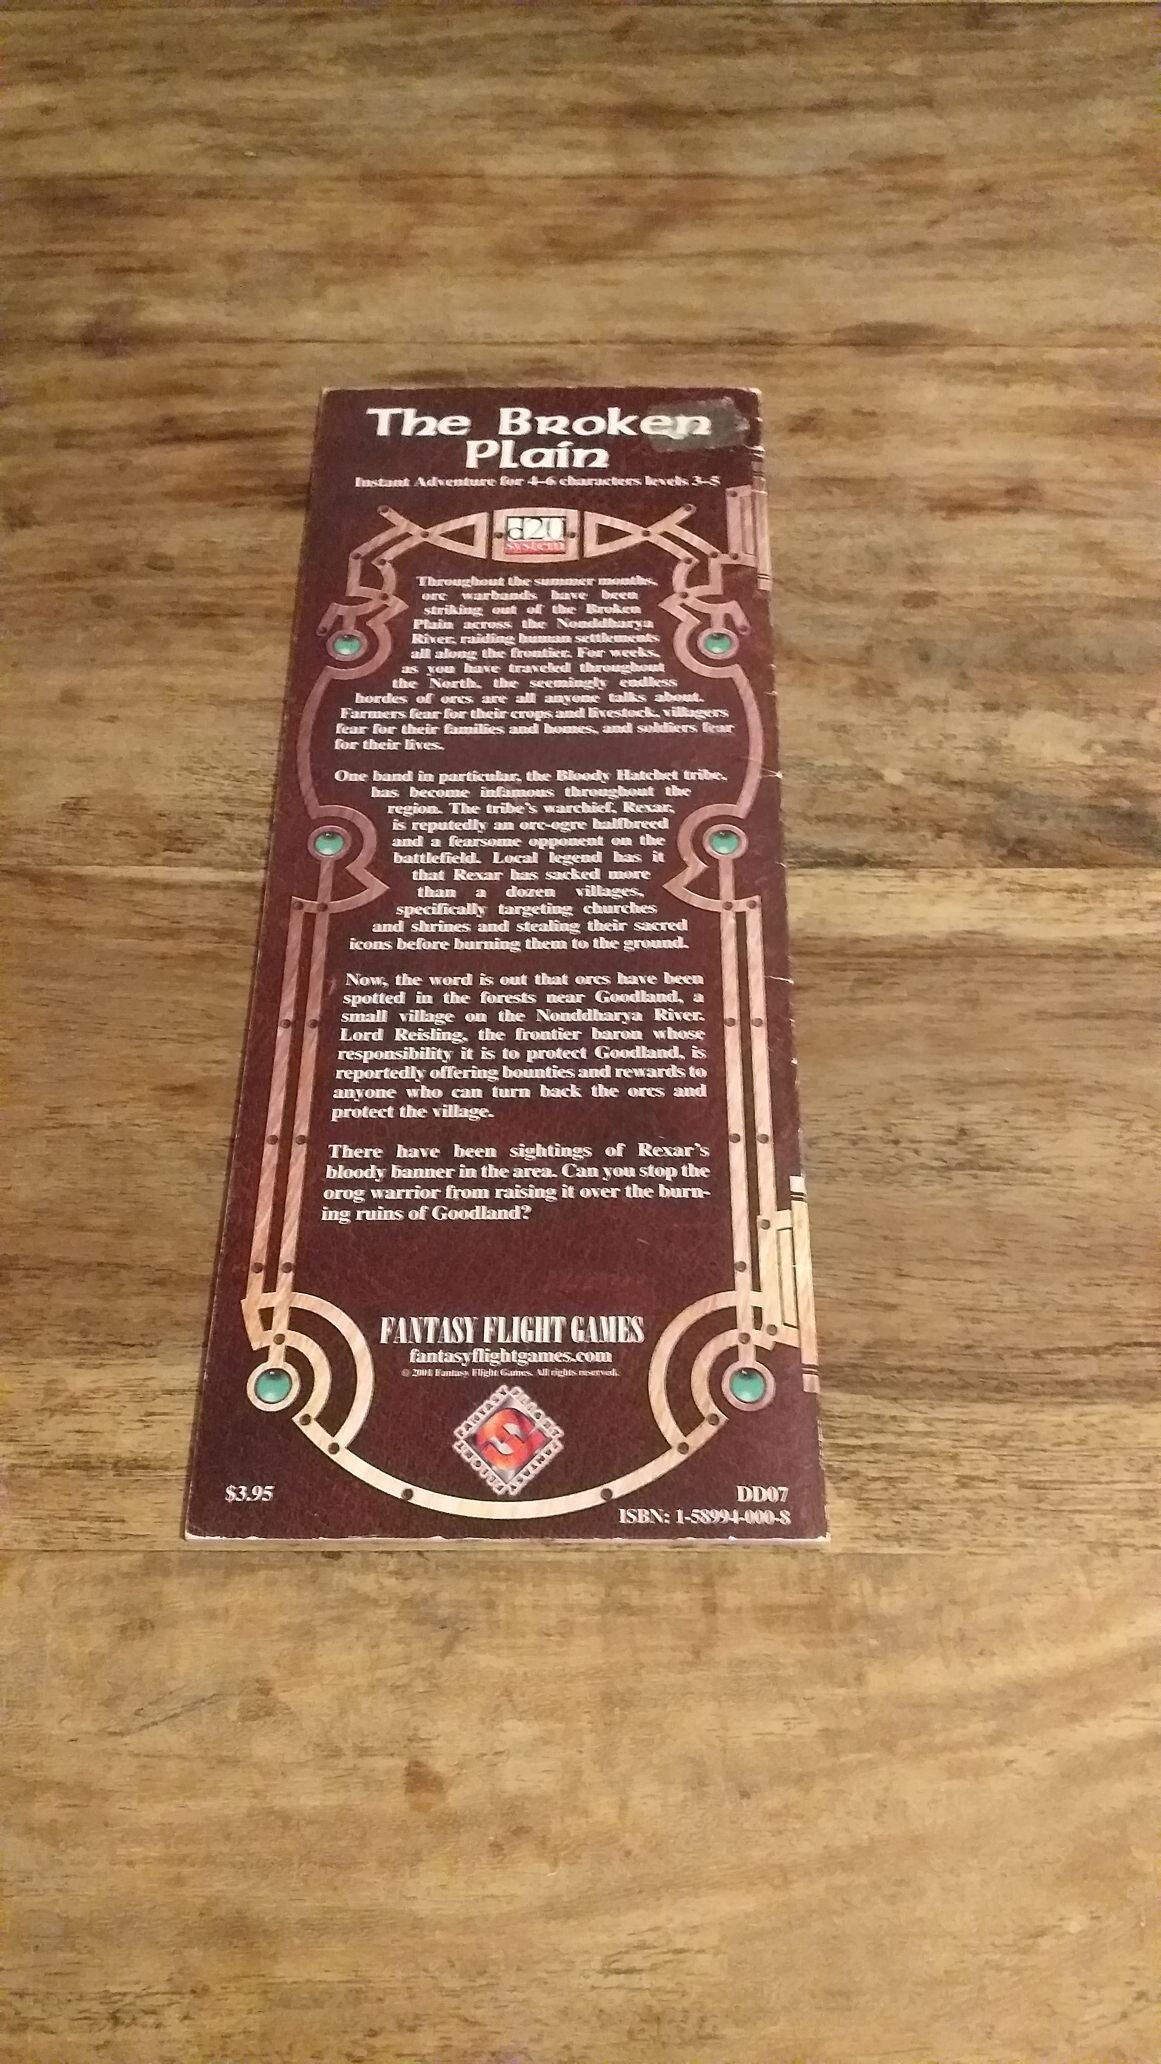 The Broken
Plain
Instant Adventure for 4–6 characters levels 3–5
d20
system
Throughout the summer months,
orc warbands have been
striking out of the Broken
Plain across the Nonddharya
River, raiding human settlements
all along the frontier. For weeks,
as you have traveled throughout
the North, the seemingly endless
hordes of orcs are all anyone talks about.
Farmers fear for their crops and livestock, villagers
fear for their families and homes, and soldiers fear
for their lives.
One band in particular, the Bloody Hatchet tribe,
has become infamous throughout the
region. The tribe's warchief, Rexar,
is reputedly an orc-ogre halfbreed
and a fearsome opponent on the
battlefield. Local legend has it
that Rexar has sacked more
than a dozen villages,
specifically targeting churches
and shrines and stealing their sacred
icons before burning them to the ground.
Now, the word is out that orcs have been
spotted in the forests near Goodland, a
small village on the Nonddharya River.
Lord Reisling, the frontier baron whose
responsibility it is to protect Goodland, is
reportedly offering bounties and rewards to
anyone who can turn back the orcs and
protect the village.
There have been sightings of Rexar's
bloody banner in the area. Can you stop the
orog warrior from raising it over the burn-
ing ruins of Goodland?
FANTASY FLIGHT GAMES
fantasyflightgames.com
© 2001 Fantasy Flight Games. All rights reserved.
FANTASY FLIGHT
FANTASY FLIGHT
$3.95
DD07
ISBN: 1-58994-000-8